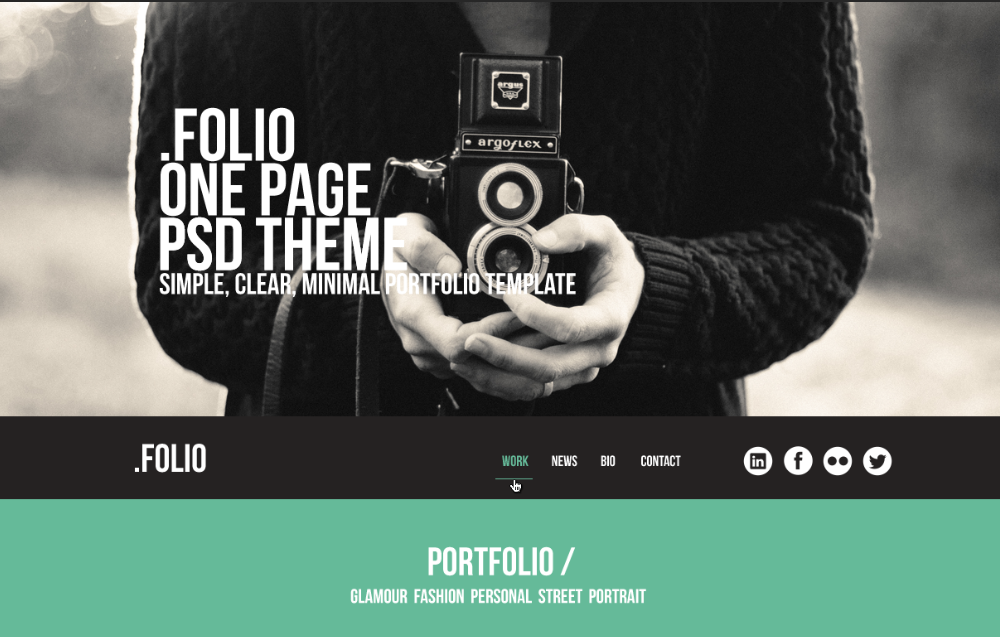 argus
argoflex
.FOLIO
ONE PAGE
PSD THEME
SIMPLE, CLEAR, MINIMAL PORTFOLIO TEMPLATE
.FOLIO
WORK NEWS BIO CONTACT
in f
PORTFOLIO /
GLAMOUR FASHION PERSONAL STREET PORTRAIT